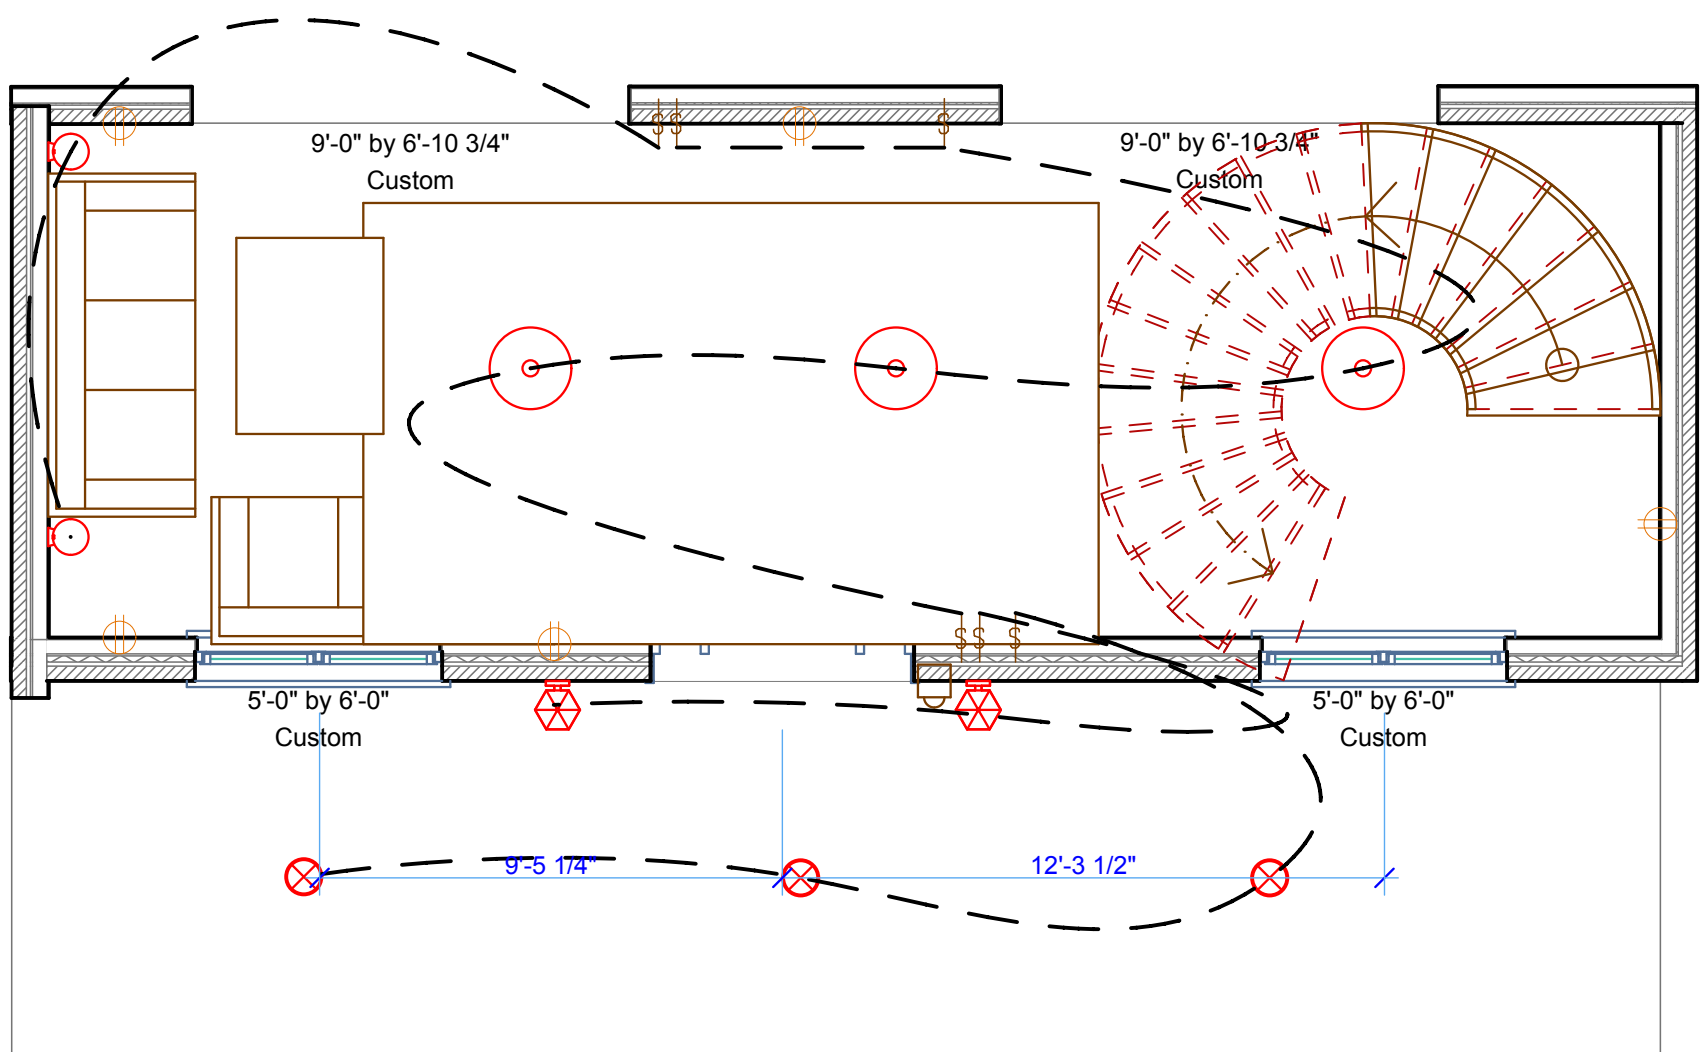 9'-0" by 6'-10 3/4"
Custom
9'-0" by 6'-10 3/4"
Custom
$ $
$
$ $
$
5'-0" by 6'-0"
Custom
5'-0" by 6'-0"
Custom
9'-5 1/4"
12'-3 1/2"